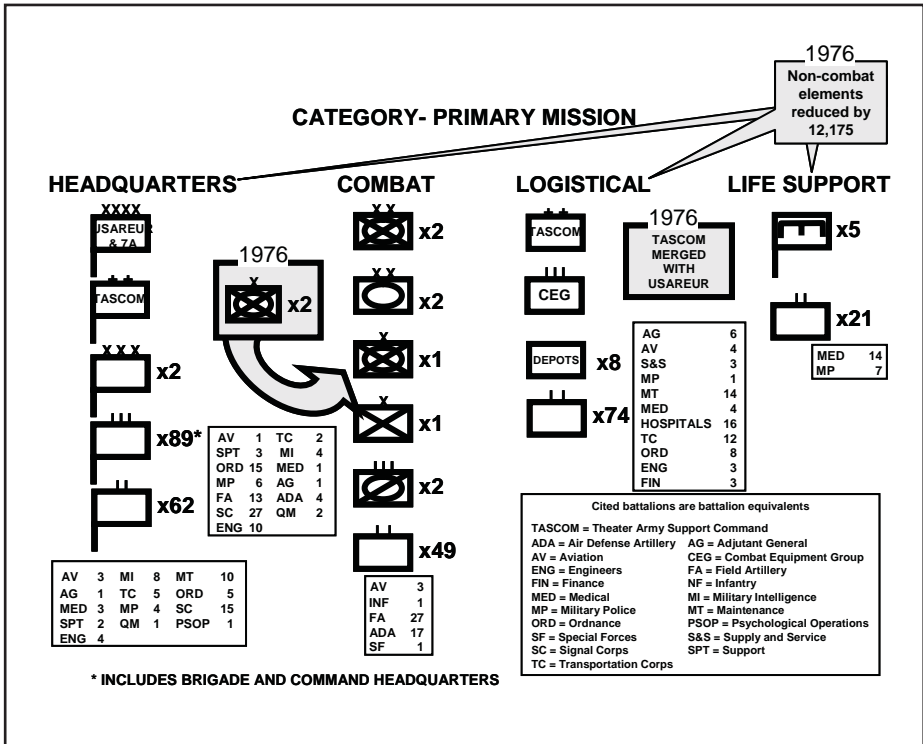 1976
Non-combat
elements
reduced by
12,175
CATEGORY- PRIMARY MISSION
HEADQUARTERS
XXXX
USAREUR
& 7A
++
TASCOM
XXX
x2
III
x89*
II
x62
AV 3 MI 8 MT 10
AG 1 TC 5 ORD 5
MED 3 MP 4 SC 15
SPT 2 QM 1 PSOP 1
ENG 4
1976
X
x2
AV 1 TC 2
SPT 3 MI 4
ORD 15 MED 1
MP 6 AG 1
FA 13 ADA 4
SC 27 QM 2
ENG 10
COMBAT
XX
x2
XX
x2
X
x1
X
x1
III
x2
II
x49
AV 3
INF 1
FA 27
ADA 17
SF 1
LOGISTICAL
++
TASCOM
III
CEG
DEPOTS
x8
II
x74
1976
TASCOM
MERGED
WITH
USAREUR
AG 6
AV 4
S&S 3
MP 1
MT 14
MED 4
HOSPITALS 16
TC 12
ORD 8
ENG 3
FIN 3
LIFE SUPPORT
x5
II
x21
MED 14
MP 7
Cited battalions are battalion equivalents
TASCOM = Theater Army Support Command
ADA = Air Defense Artillery AG = Adjutant General
AV = Aviation CEG = Combat Equipment Group
ENG = Engineers FA = Field Artillery
FIN = Finance NF = Infantry
MED = Medical MI = Military Intelligence
MP = Military Police MT = Maintenance
ORD = Ordnance PSOP = Psychological Operations
SF = Special Forces S&S = Supply and Service
SC = Signal Corps SPT = Support
TC = Transportation Corps
* INCLUDES BRIGADE AND COMMAND HEADQUARTERS